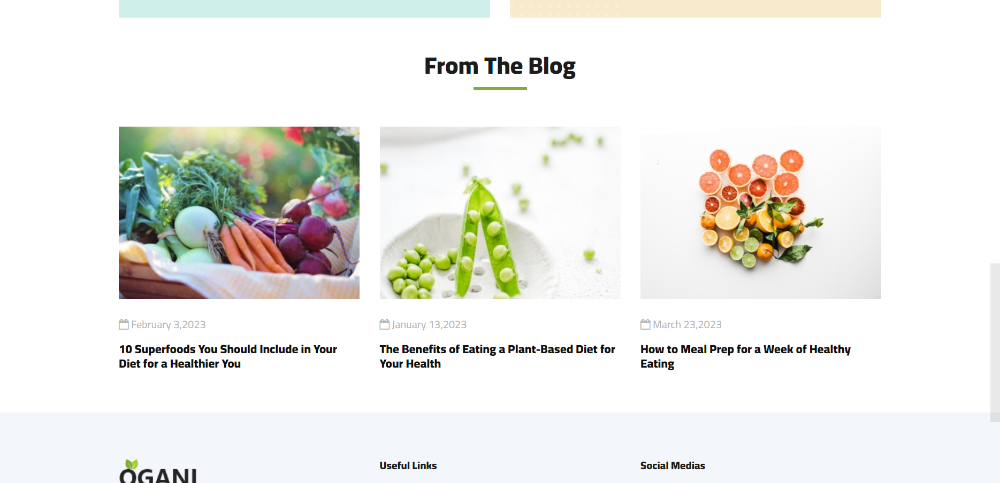 From The Blog
February 3,2023
10 Superfoods You Should Include in Your
Diet for a Healthier You
January 13,2023
The Benefits of Eating a Plant-Based Diet for
Your Health
March 23,2023
How to Meal Prep for a Week of Healthy
Eating
OGANI
Useful Links
Social Medias